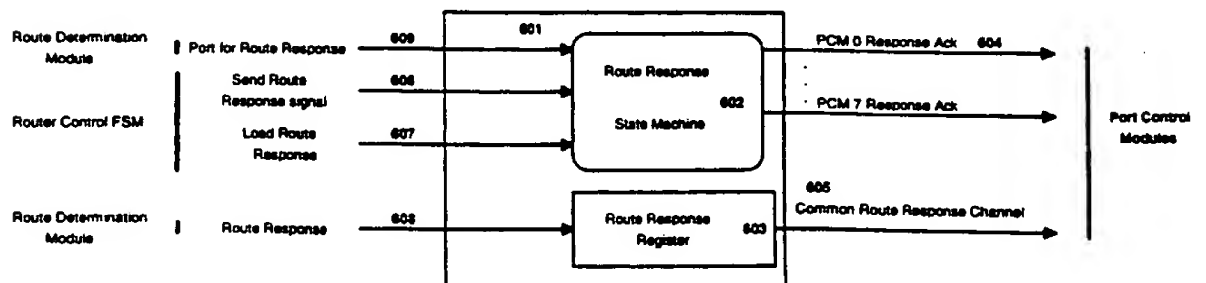 Route Determination
Module
Port for Route Response
609
601
PCM 0 Response Ack
604
Send Route
Response signal
606
Route Response
602
State Machine
PCM 7 Response Ack
Router Control FSM
Load Route
Response
607
Port Control
Modules
605
Common Route Response Channel
Route Determination
Module
Route Response
608
Route Response
Register
603